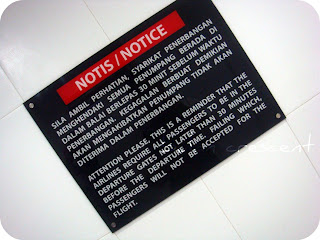 NOTIS / NOTICE
SILA AMBIL PERHATIAN, SYARIKAT PENERBANGAN
MENGHENDAKI SEMUA PENUMPANG BERADA DI
DALAM BALAI BERLEPAS 30 MINIT SEBELUM WAKTU
PENERBANGAN. KEGAGALAN BERBUAT DEMIKIAN
AKAN MENGAKIBATKAN PENUMPANG TIDAK AKAN
DITERIMA DALAM PENERBANGAN.
ATTENTION PLEASE, THIS IS A REMINDER THAT THE
AIRLINES REQUIRE ALL PASSENGERS TO BE IN THE
DEPARTURE GATES NOT LATER THAN 30 MINUTES
BEFORE THE DEPARTURE TIME. FAILING WHICH,
PASSENGERS WILL NOT BE ACCEPTED FOR THE
FLIGHT.
crescent